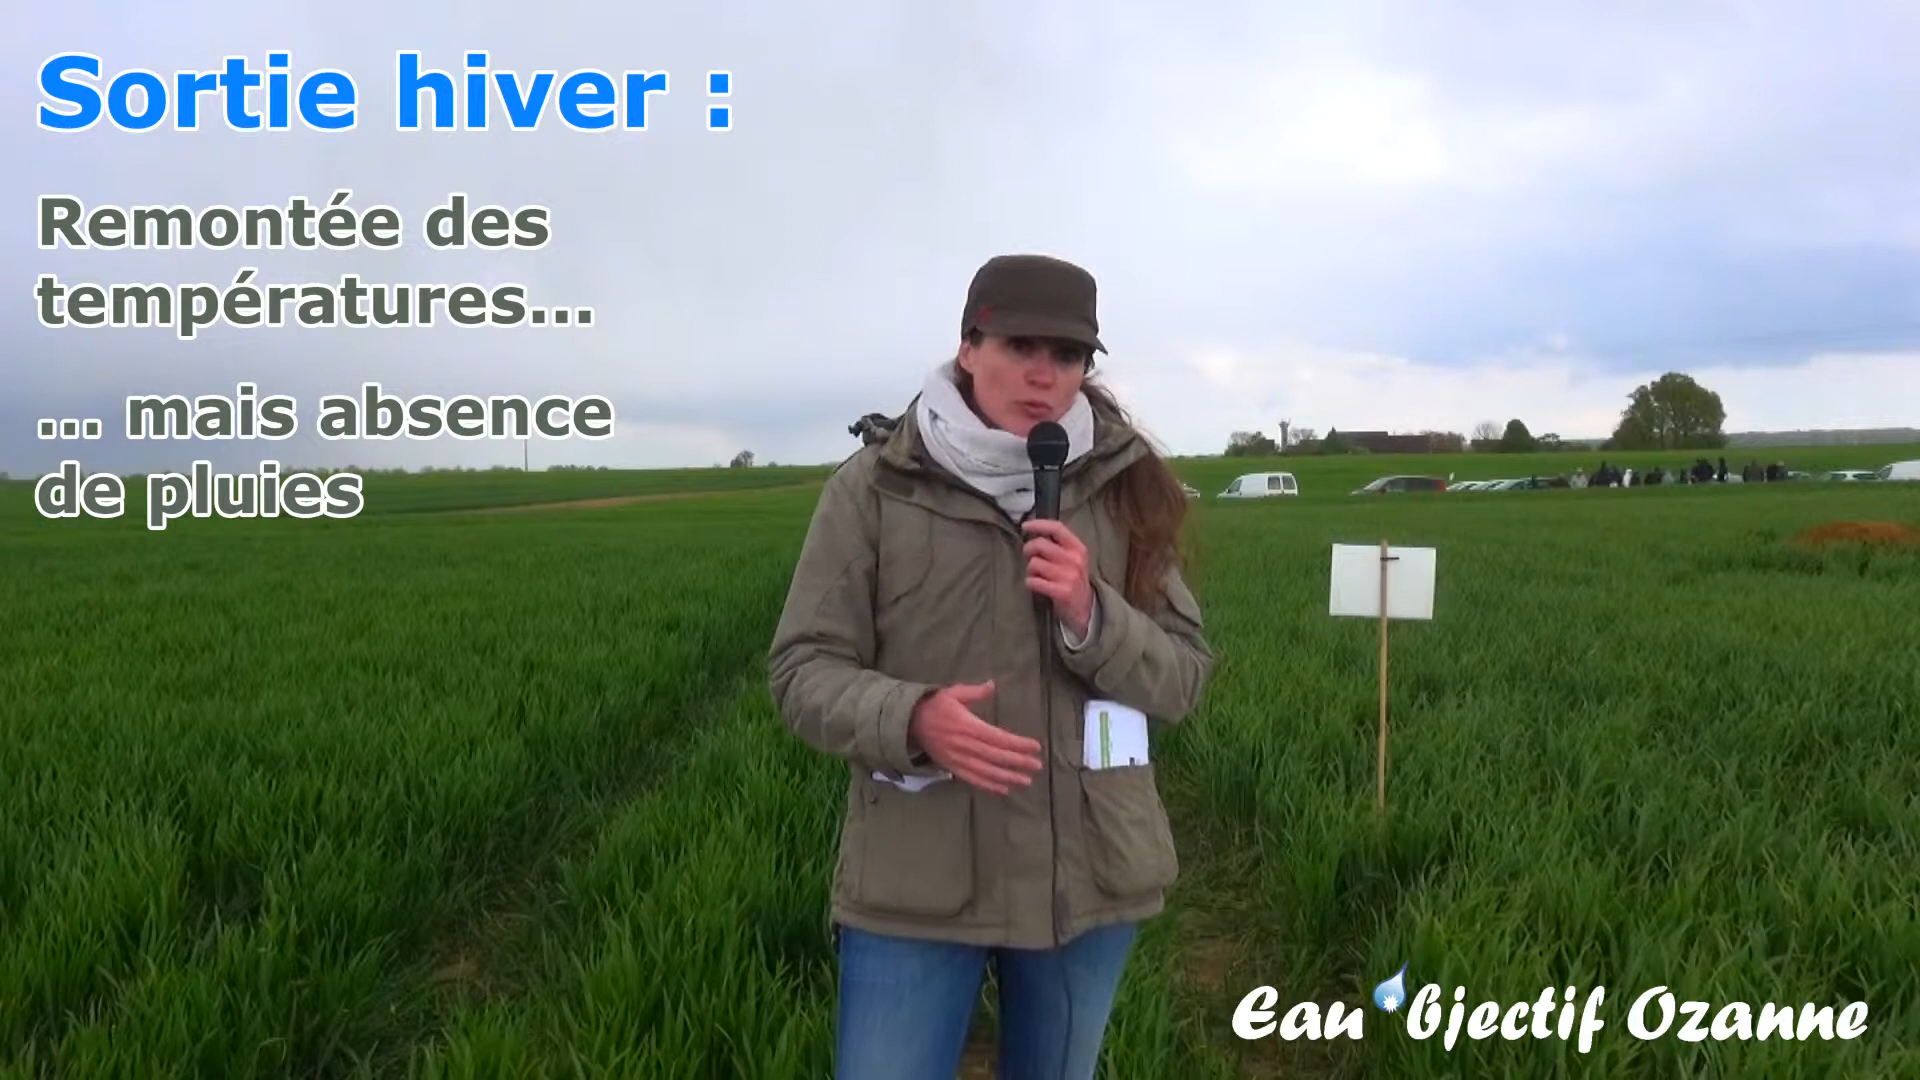 Sortie hiver :
Remontée des
températures...
... mais absence
de pluies
Eau bjectif Ozanne